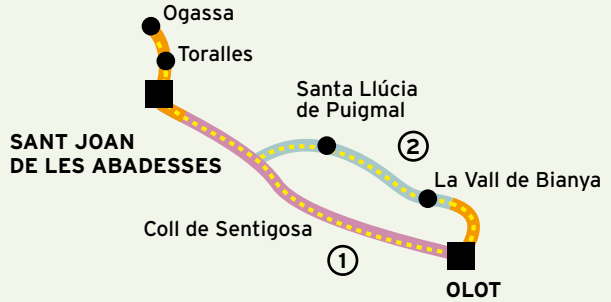 Ogassa
Toralles
Santa Llúcia
de Puigmal
SANT JOAN
DE LES ABADESSES
2
La Vall de Bianya
Coll de Sentigosa
1
OLOT